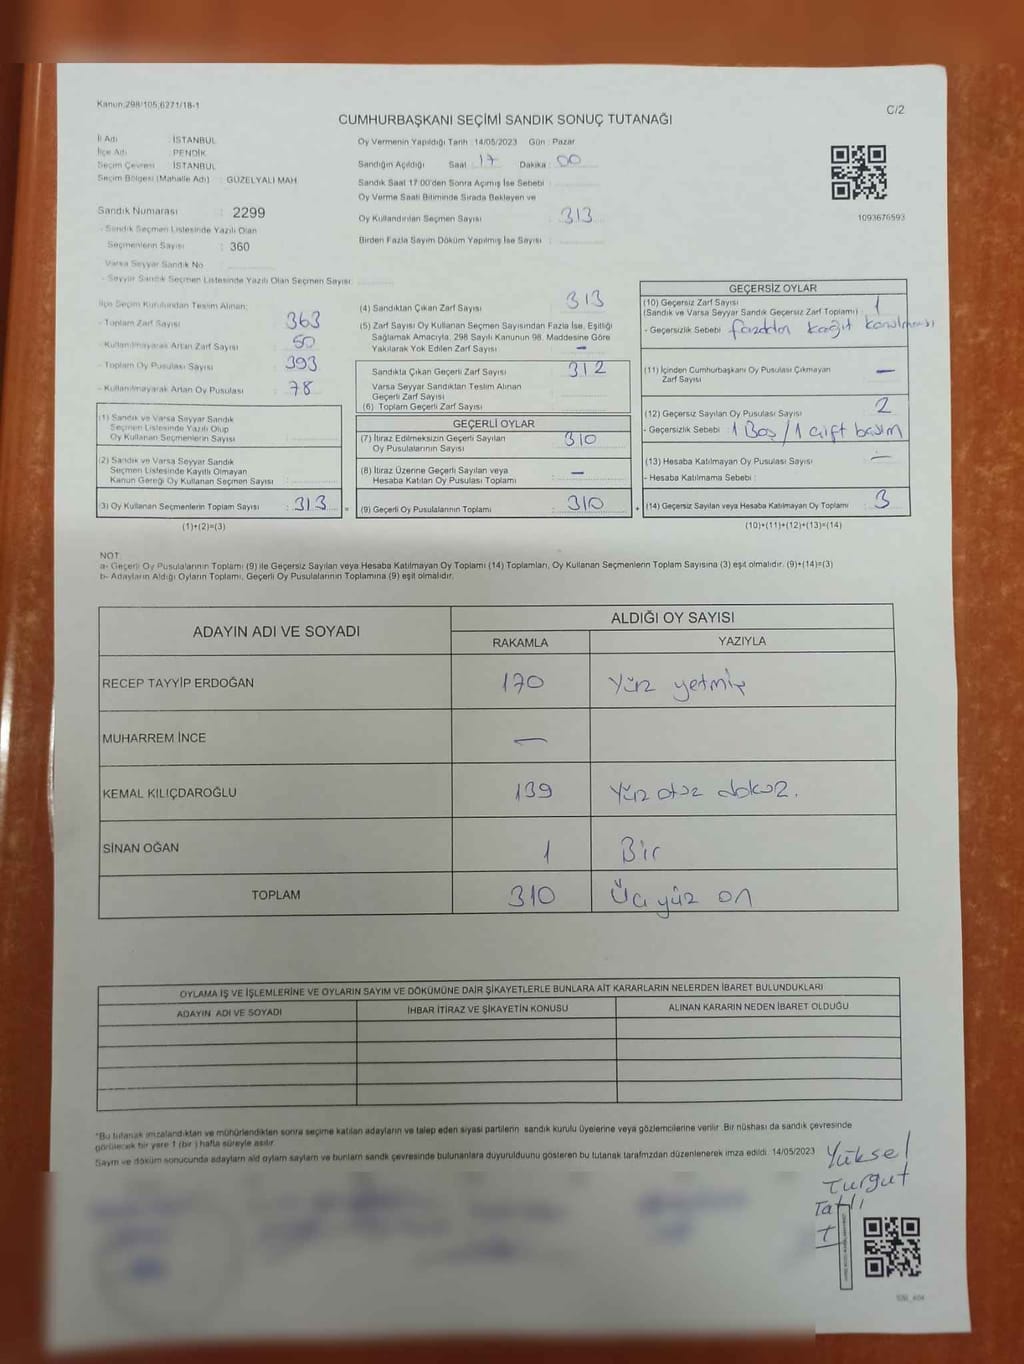 Kanun:298/105,6271/18-1
C/2
CUMHURBAŞKANI SEÇİMİ SANDIK SONUÇ TUTANAĞI
İl Adı : İSTANBUL
İlçe Adı : PENDİK
Seçim Çevresi : İSTANBUL
Seçim Bölgesi (Mahalle Adı) : GÜZELYALI MAH
Sandık Numarası : 2299
- Sandık Seçmen Listesinde Yazılı Olan
Seçmenlerin Sayısı : 360
Varsa Seyyar Sandık No
- Seyyar Sandık Seçmen Listesinde Yazılı Olan Seçmen Sayısı:
Oy Vermenin Yapıldığı Tarih : 14/05/2023 Gün : Pazar
Sandığın Açıldığı Saat : 17 Dakika : 00
Sandık Saat 17:00'den Sonra Açımış İse Sebebi :
Oy Verme Saati Bitiminde Sırada Bekleyen ve
Oy Kullandırılan Seçmen Sayısı : 313
Birden Fazla Sayım Döküm Yapılmış İse Sayısı :
1093676593
İlçe Seçim Kurulundan Teslim Alınan:
- Toplam Zarf Sayısı 363
- Kullanılmayarak Artan Zarf Sayısı 50
- Toplam Oy Pusulası Sayısı 393
- Kullanılmayarak Artan Oy Pusulası 78
(1) Sandık ve Varsa Seyyar Sandık
Seçmen Listesinde Yazılı Olup
Oy Kullanan Seçmenlerin Sayısı
(2) Sandık ve Varsa Seyyar Sandık
Seçmen Listesinde Kayıtlı Olmayan
Kanun Gereği Oy Kullanan Seçmen Sayısı :
3) Oy Kullanan Seçmenlerin Toplam Sayısı : 313 =
(1)+(2)=(3)
(4) Sandıktan Çıkan Zarf Sayısı : 313
(5) Zarf Sayısı Oy Kullanan Seçmen Sayısından Fazla İse, Eşitliği
Sağlamak Amacıyla, 298 Sayılı Kanunun 98. Maddesine Göre
Yakılarak Yok Edilen Zarf Sayısı : –
Sandıkta Çıkan Geçerli Zarf Sayısı : 312
Varsa Seyyar Sandıktan Teslim Alınan
Geçerli Zarf Sayısı :
(6) Toplam Geçerli Zarf Sayısı :
GEÇERLİ OYLAR
(7) İtiraz Edilmeksizin Geçerli Sayılan
Oy Pusulalarının Sayısı : 310
(8) İtiraz Üzerine Geçerli Sayılan veya
Hesaba Katılan Oy Pusulası Toplamı : –
(9) Geçerli Oy Pusulalarının Toplamı : 310 +
GEÇERSİZ OYLAR
(10) Geçersiz Zarf Sayısı : 1
(Sandık ve Varsa Seyyar Sandık Geçersiz Zarf Toplamı)
- Geçersizlik Sebebi : fazladan kağıt konulması
(11) İçinden Cumhurbaşkanı Oy Pusulası Çıkmayan
Zarf Sayısı : –
(12) Geçersiz Sayılan Oy Pusulası Sayısı : 2
- Geçersizlik Sebebi : 1 Boş / 1 çift basım
(13) Hesaba Katılmayan Oy Pusulası Sayısı : –
- Hesaba Katılmama Sebebi :
(14) Geçersiz Sayılan veya Hesaba Katılmayan Oy Toplamı : 3
(10)+(11)+(12)+(13)=(14)
NOT:
a- Geçerli Oy Pusulalarının Toplamı (9) ile Geçersiz Sayılan veya Hesaba Katılmayan Oy Toplamı (14) Toplamları, Oy Kullanan Seçmenlerin Toplam Sayısına (3) eşit olmalıdır. (9)+(14)=(3)
b- Adayların Aldığı Oyların Toplamı, Geçerli Oy Pusulalarının Toplamına (9) eşit olmalıdır.
ADAYIN ADI VE SOYADI
ALDIĞI OY SAYISI
RAKAMLA YAZIYLA
RECEP TAYYİP ERDOĞAN 170 Yüz yetmiş
MUHARREM İNCE –
KEMAL KILIÇDAROĞLU 139 Yüz otuz dokuz.
SİNAN OĞAN 1 Bir
TOPLAM 310 Üçyüz on
OYLAMA İŞ VE İŞLEMLERİNE VE OYLARIN SAYIM VE DÖKÜMÜNE DAİR ŞİKAYETLERLE BUNLARA AİT KARARLARIN NELERDEN İBARET BULUNDUKLARI
ADAYIN ADI VE SOYADI İHBAR İTİRAZ VE ŞİKAYETİN KONUSU ALINAN KARARIN NEDEN İBARET OLDUĞU
*Bu tutanak imzalandıktan ve mühürlendikten sonra seçime katılan adayların ve talep eden siyasi partilerin sandık kurulu üyelerine veya gözlemcilerine verilir. Bir nüshası da sandık çevresinde
görülecek bir yere 1 (bir) hafta süreyle asılır.
Sayım ve döküm sonucunda adayların ald oyların sayların ve bunların sandk çevresinde bulunanlara duyurulduunu gösteren bu tutanak tarafmzdan düzenlenerek imza edildi. 14/05/2023
Yüksel
Turgut
Tatlı